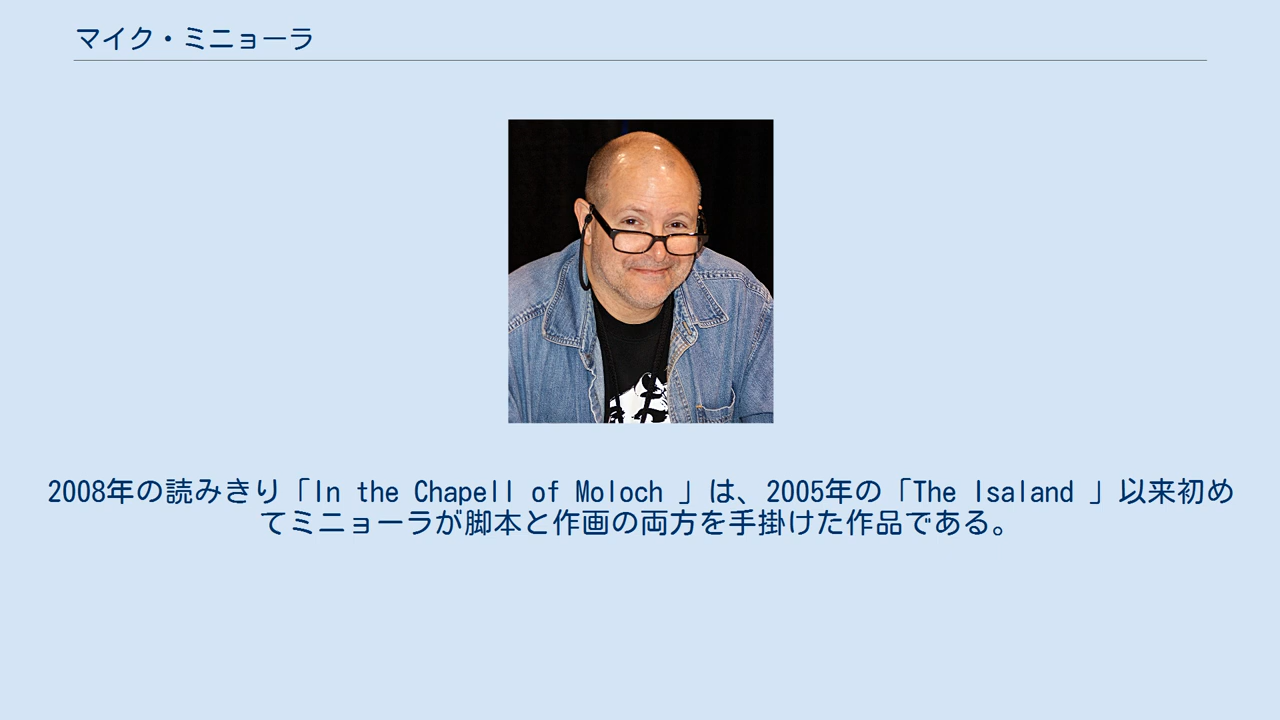 マイク・ミニョーラ
2008年の読みきり「In the Chapell of Moloch 」は、2005年の「The Isaland 」以来初め
てミニョーラが脚本と作画の両方を手掛けた作品である。